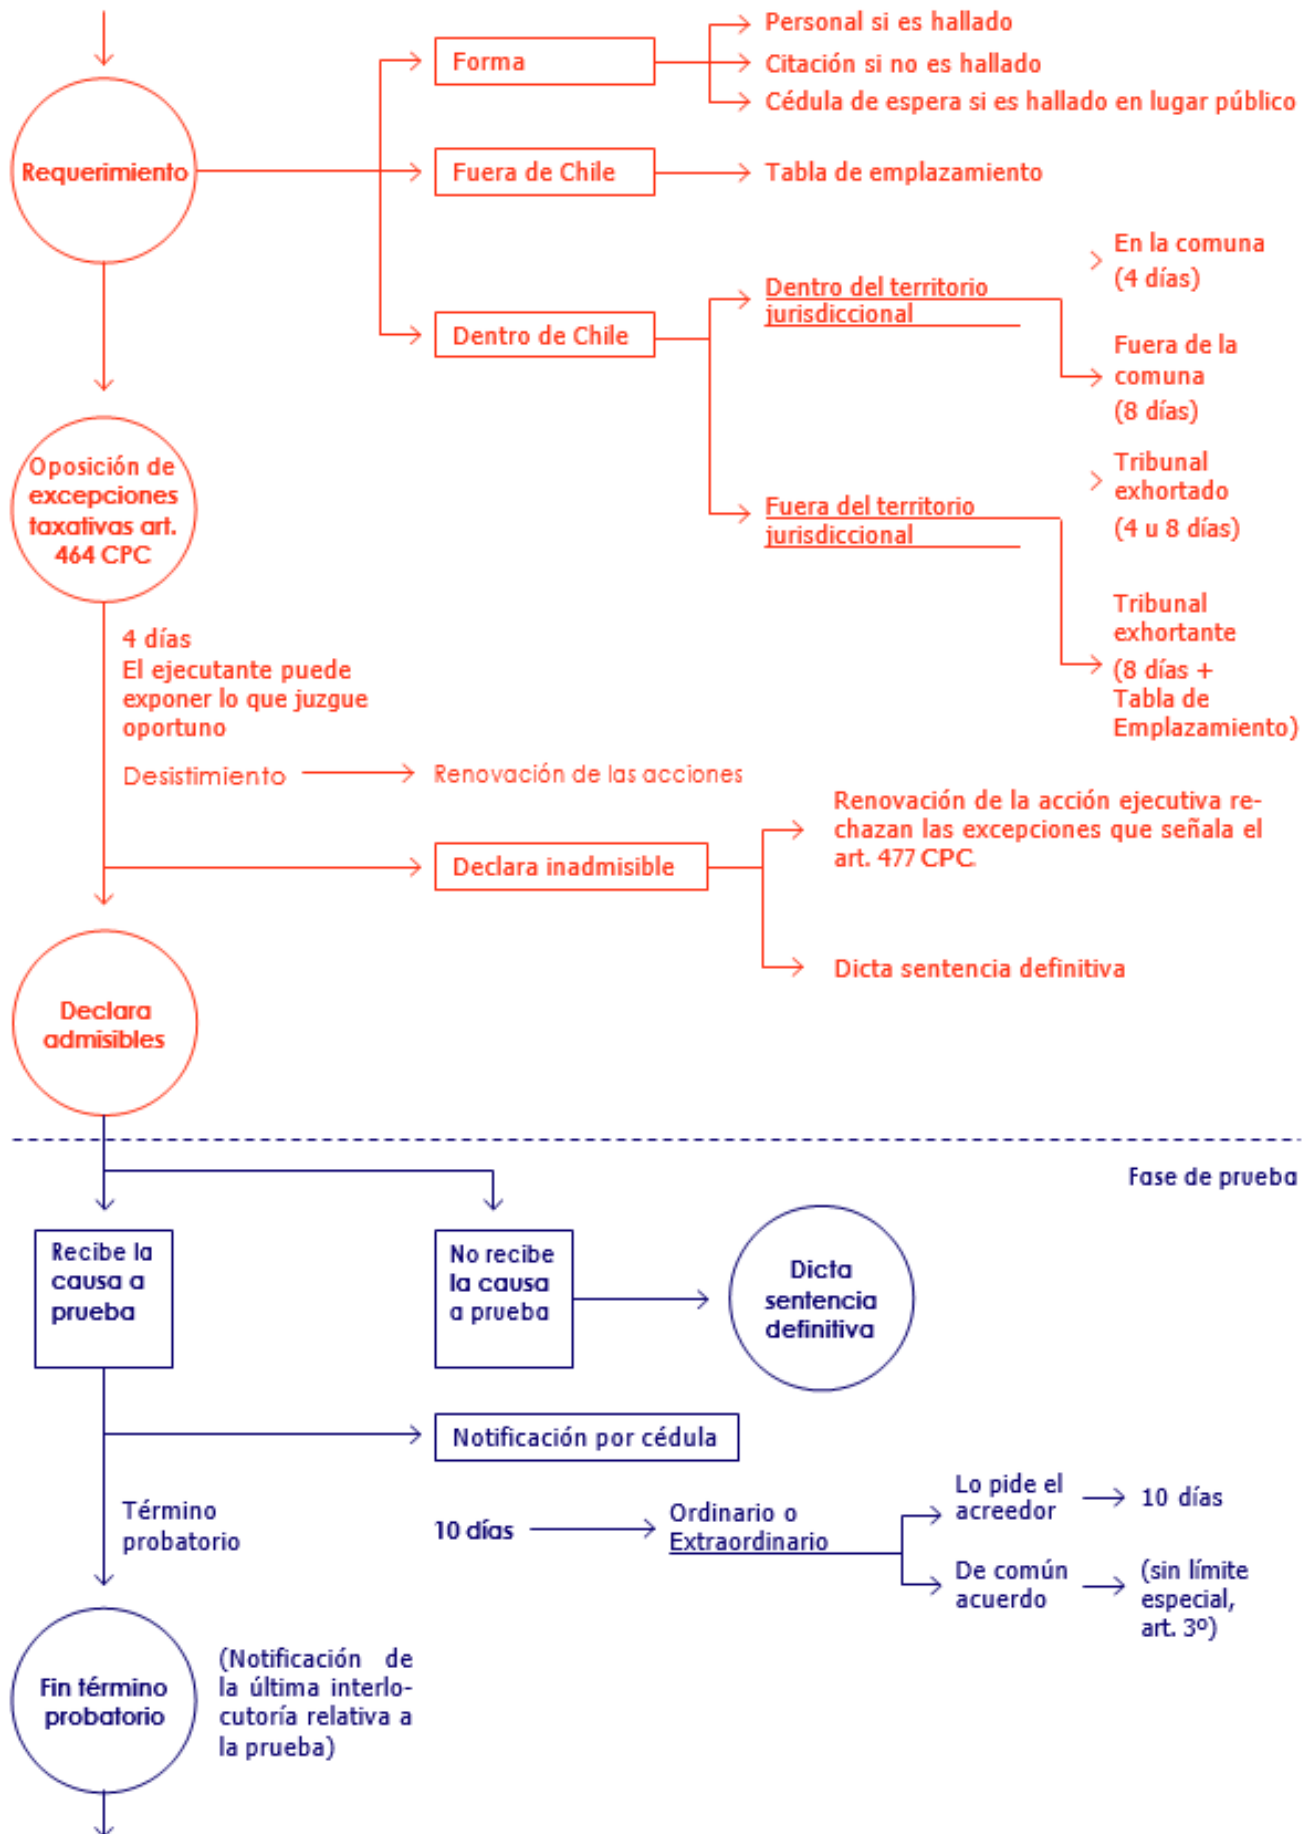 Requerimiento
Forma
Personal si es hallado
Citación si no es hallado
Cédula de espera si es hallado en lugar público
Fuera de Chile
Tabla de emplazamiento
Dentro de Chile
Dentro del territorio
jurisdiccional
En la comuna
(4 días)
Fuera de la
comuna
(8 días)
Fuera del territorio
jurisdiccional
Tribunal
exhortado
(4 u 8 días)
Tribunal
exhortante
(8 días +
Tabla de
Emplazamiento)
Oposición de
excepciones
taxativas art.
464 CPC
4 días
El ejecutante puede
exponer lo que juzgue
oportuno
Desistimiento
Renovación de las acciones
Declara inadmisible
Renovación de la acción ejecutiva re-
chazan las excepciones que señala el
art. 477 CPC.
Dicta sentencia definitiva
Declara
admisibles
Fase de prueba
Recibe la
causa a
prueba
No recibe
la causa
a prueba
Dicta
sentencia
definitiva
Notificación por cédula
Término
probatorio
10 días
Ordinario o
Extraordinario
Lo pide el
acreedor
10 días
De común
acuerdo
(sin límite
especial,
art. 3º)
Fin término
probatorio
(Notificación de
la última interlo-
cutoría relativa a
la prueba)